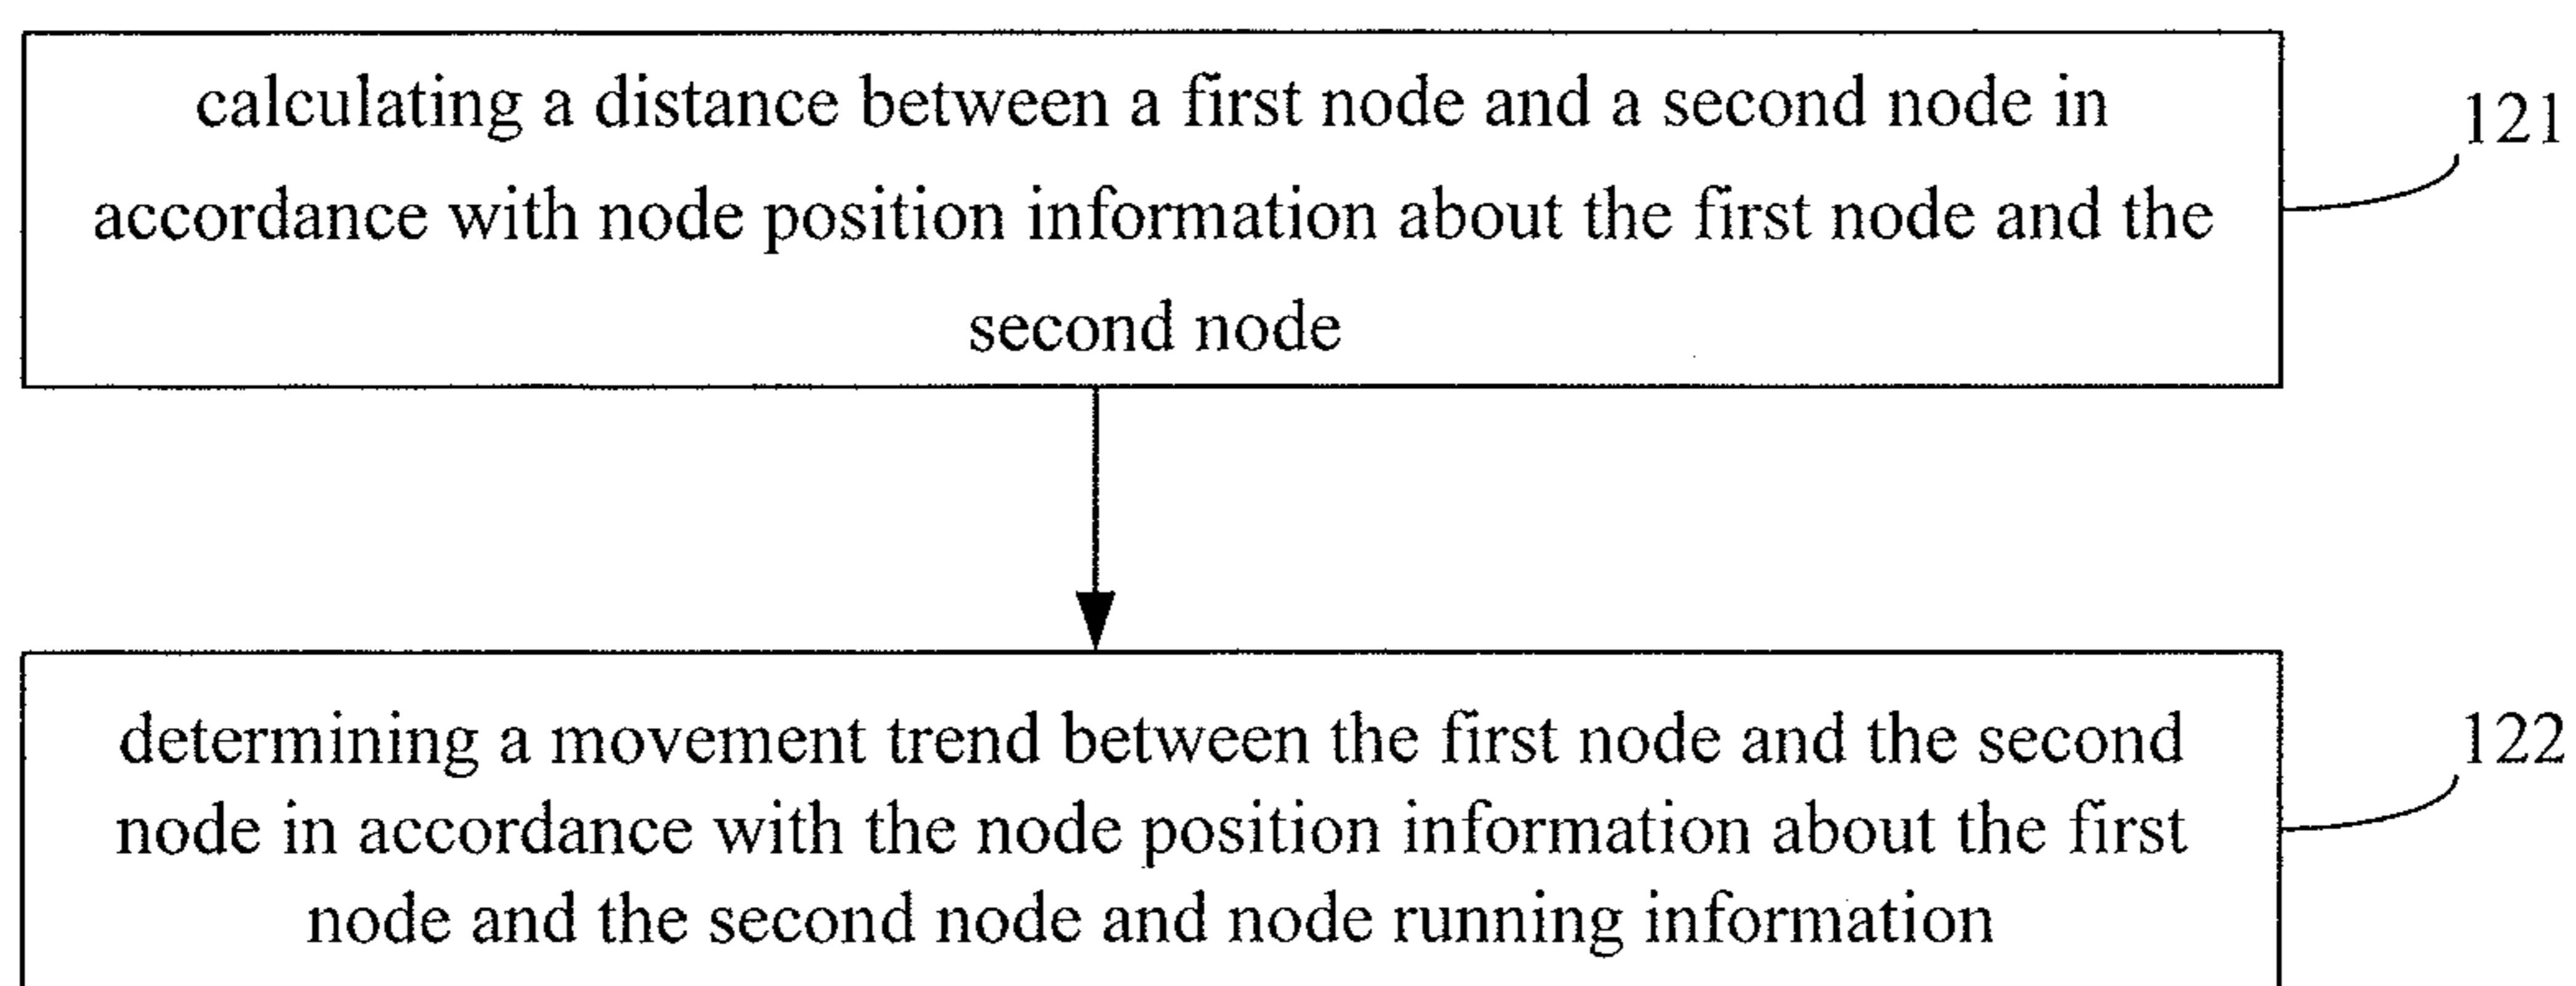 calculating a distance between a first node and a second node in
accordance with node position information about the first node and the
second node
121
determining a movement trend between the first node and the second
node in accordance with the node position information about the first
node and the second node and node running information
122